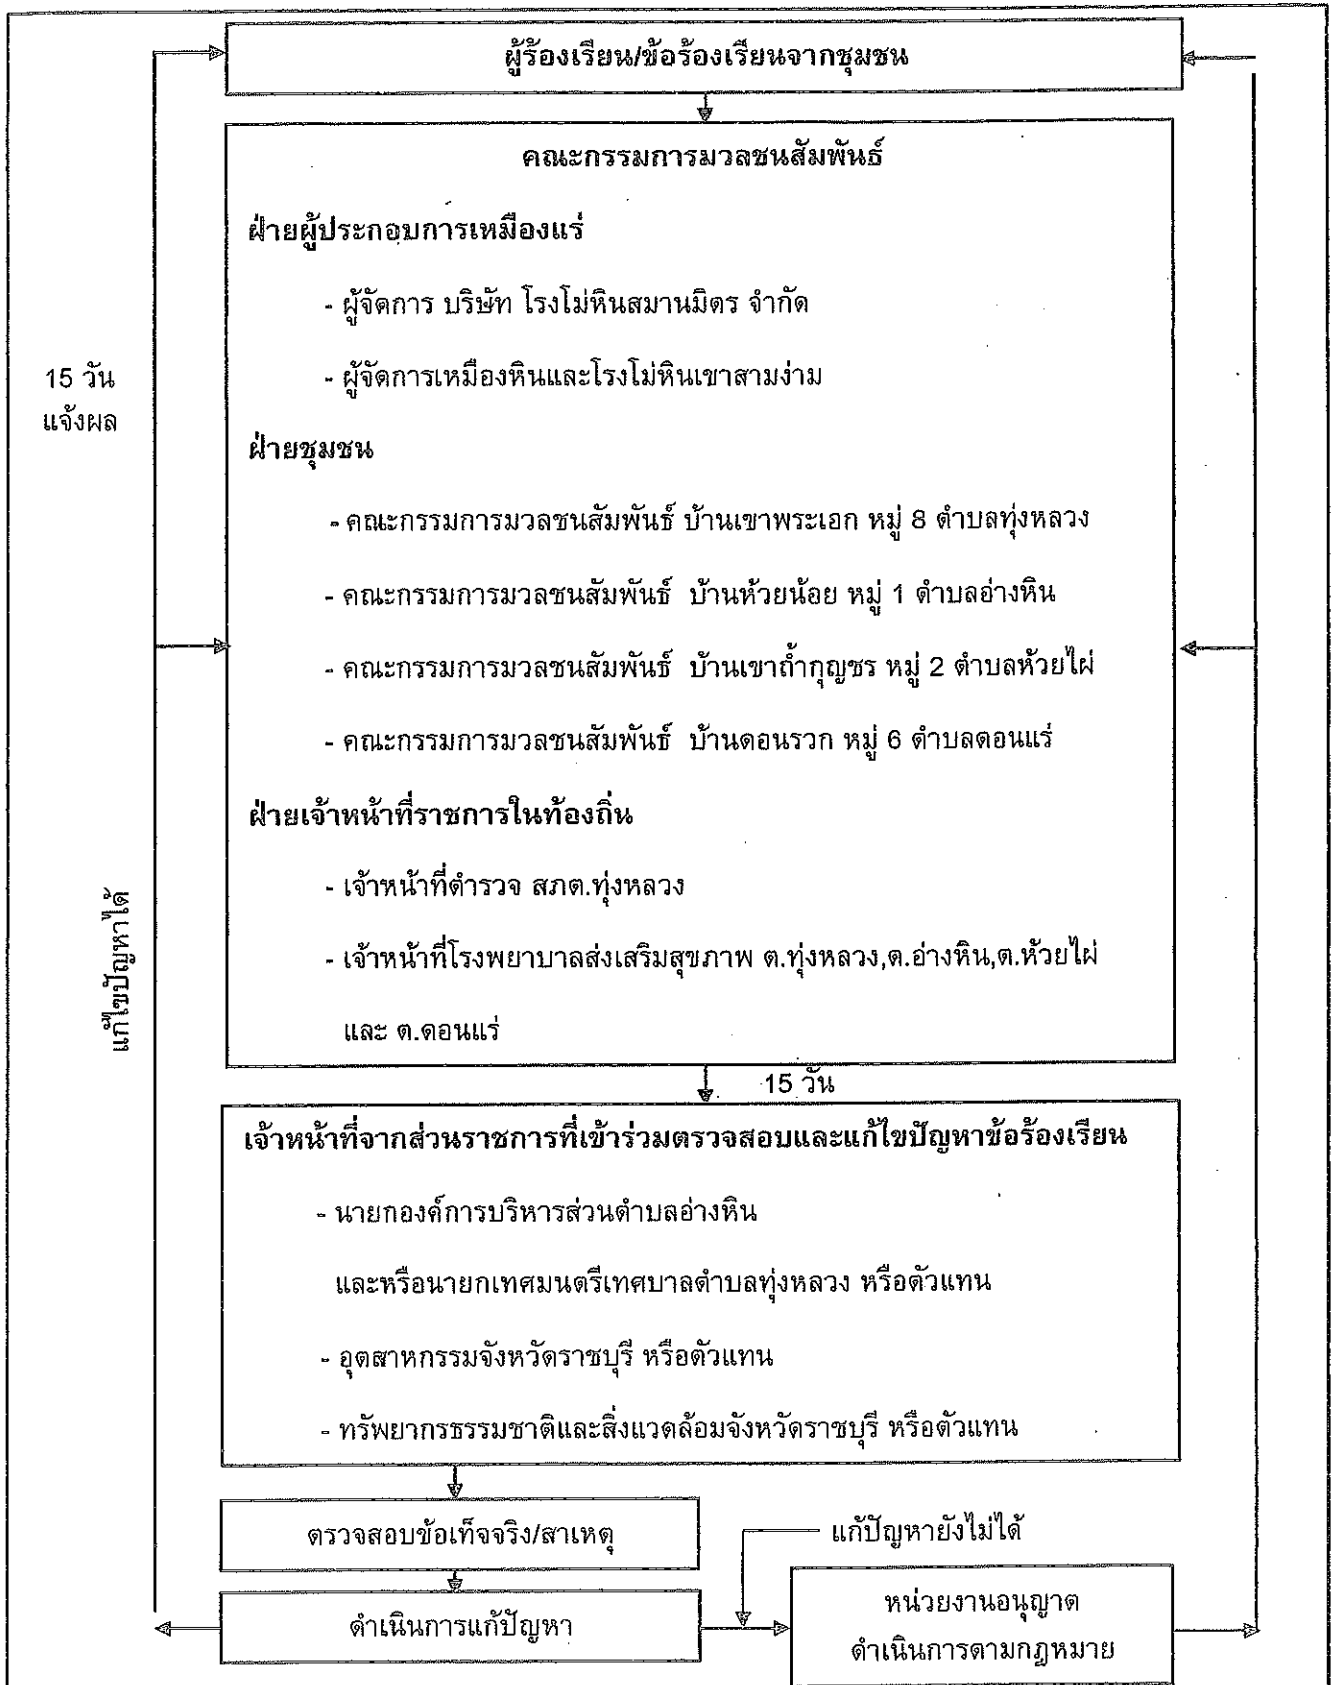 ผู้ร้องเรียน/ข้อร้องเรียนจากชุมชน
คณะกรรมการมวลชนสัมพันธ์
ฝ่ายผู้ประกอบการเหมืองแร่
- ผู้จัดการ บริษัท โรงโม่หินสมานมิตร จำกัด
- ผู้จัดการเหมืองหินและโรงโม่หินเขาสามง่าม
15 วัน
แจ้งผล
ฝ่ายชุมชน
- คณะกรรมการมวลชนสัมพันธ์ บ้านเขาพระเอก หมู่ 8 ตำบลทุ่งหลวง
- คณะกรรมการมวลชนสัมพันธ์ บ้านห้วยน้อย หมู่ 1 ตำบลอ่างหิน
- คณะกรรมการมวลชนสัมพันธ์ บ้านเขาถ้ำกุญชร หมู่ 2 ตำบลห้วยไผ่
- คณะกรรมการมวลชนสัมพันธ์ บ้านดอนรวก หมู่ 6 ตำบลดอนแร่
ฝ่ายเจ้าหน้าที่ราชการในท้องถิ่น
- เจ้าหน้าที่ตำรวจ สภต.ทุ่งหลวง
- เจ้าหน้าที่โรงพยาบาลส่งเสริมสุขภาพ ต.ทุ่งหลวง,ต.อ่างหิน,ต.ห้วยไผ่
และ ต.ดอนแร่
แก้ไขปัญหาได้
15 วัน
เจ้าหน้าที่จากส่วนราชการที่เข้าร่วมตรวจสอบและแก้ไขปัญหาข้อร้องเรียน
- นายกองค์การบริหารส่วนตำบลอ่างหิน
และหรือนายกเทศมนตรีเทศบาลตำบลทุ่งหลวง หรือตัวแทน
- อุตสาหกรรมจังหวัดราชบุรี หรือตัวแทน
- ทรัพยากรธรรมชาติและสิ่งแวดล้อมจังหวัดราชบุรี หรือตัวแทน
ตรวจสอบข้อเท็จจริง/สาเหตุ
แก้ปัญหายังไม่ได้
ดำเนินการแก้ปัญหา
หน่วยงานอนุญาต
ดำเนินการตามกฎหมาย